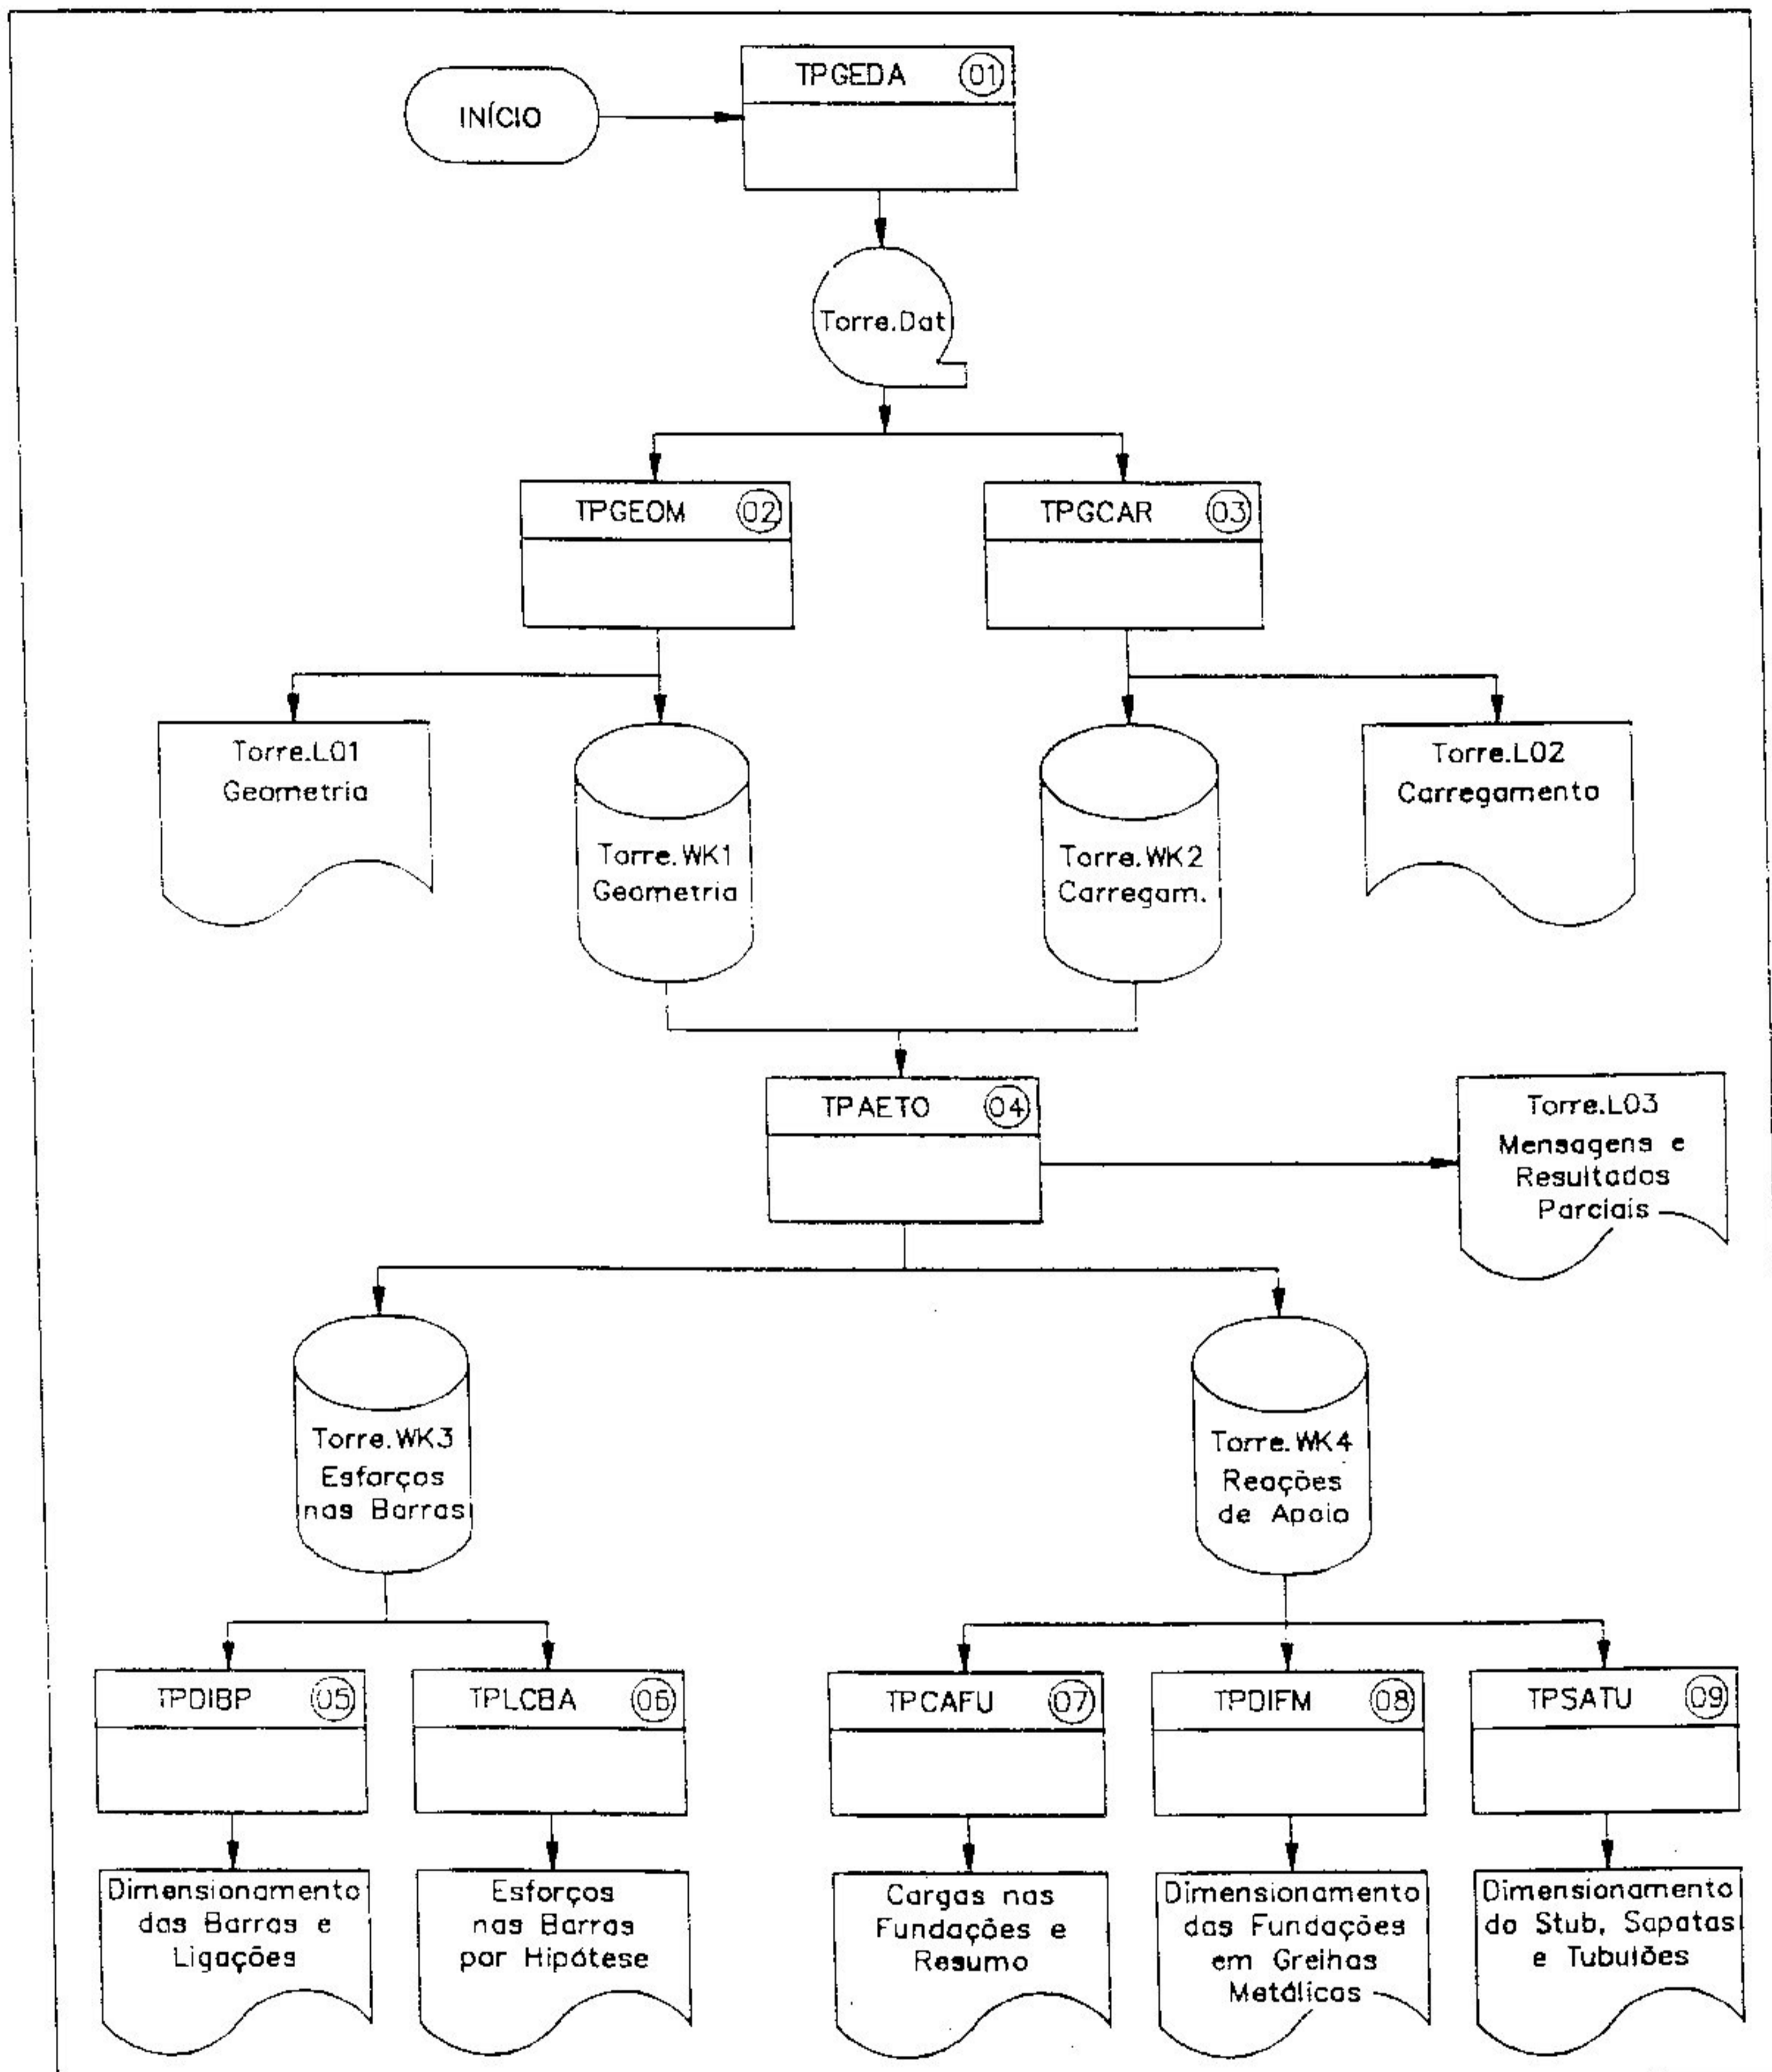 TPGEDA 01
INÍCIO
Torre.Dat
TPGEOM 02
TPGCAR 03
Torre.L01
Geometria
Torre.WK1
Geometria
Torre.WK2
Carregam.
Torre.L02
Carregamento
TPAETO 04
Torre.L03
Mensagens e
Resultados
Parciais
Torre.WK3
Esforços
nas Barras
Torre.WK4
Reações
de Apoio
TPDIBP 05
TPLCBA 06
TPCAFU 07
TPDIFM 08
TPSATU 09
Dimensionamento
das Barras e
Ligações
Esforços
nas Barras
por Hipótese
Cargas nas
Fundações e
Resumo
Dimensionamento
das Fundações
em Grelhas
Metálicas
Dimensionamento
do Stub, Sapatas
e Tubulões